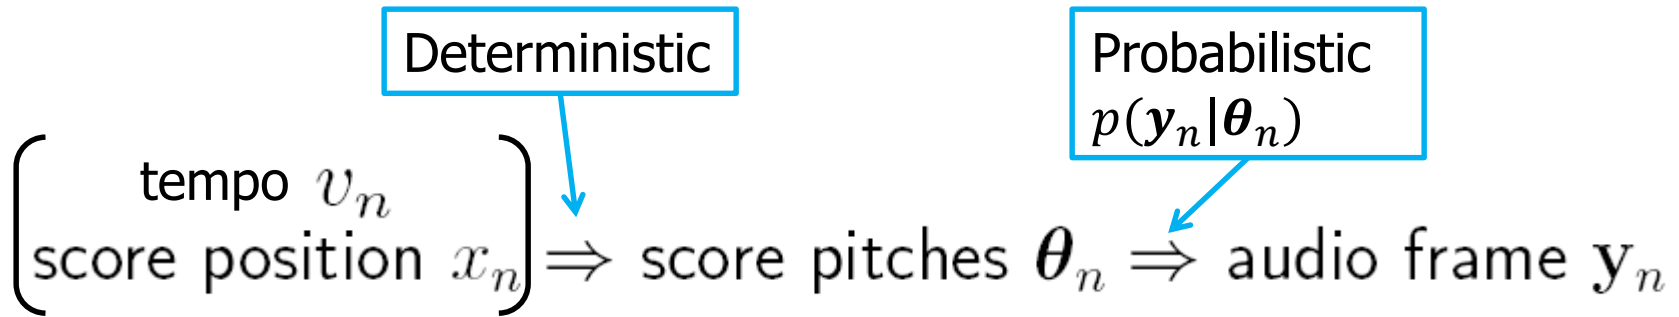 Deterministic
Probabilistic
p(𝒚ₙ|𝜽ₙ)
tempo vₙ
score position xₙ ⇒ score pitches 𝜽ₙ ⇒ audio frame 𝐲ₙ